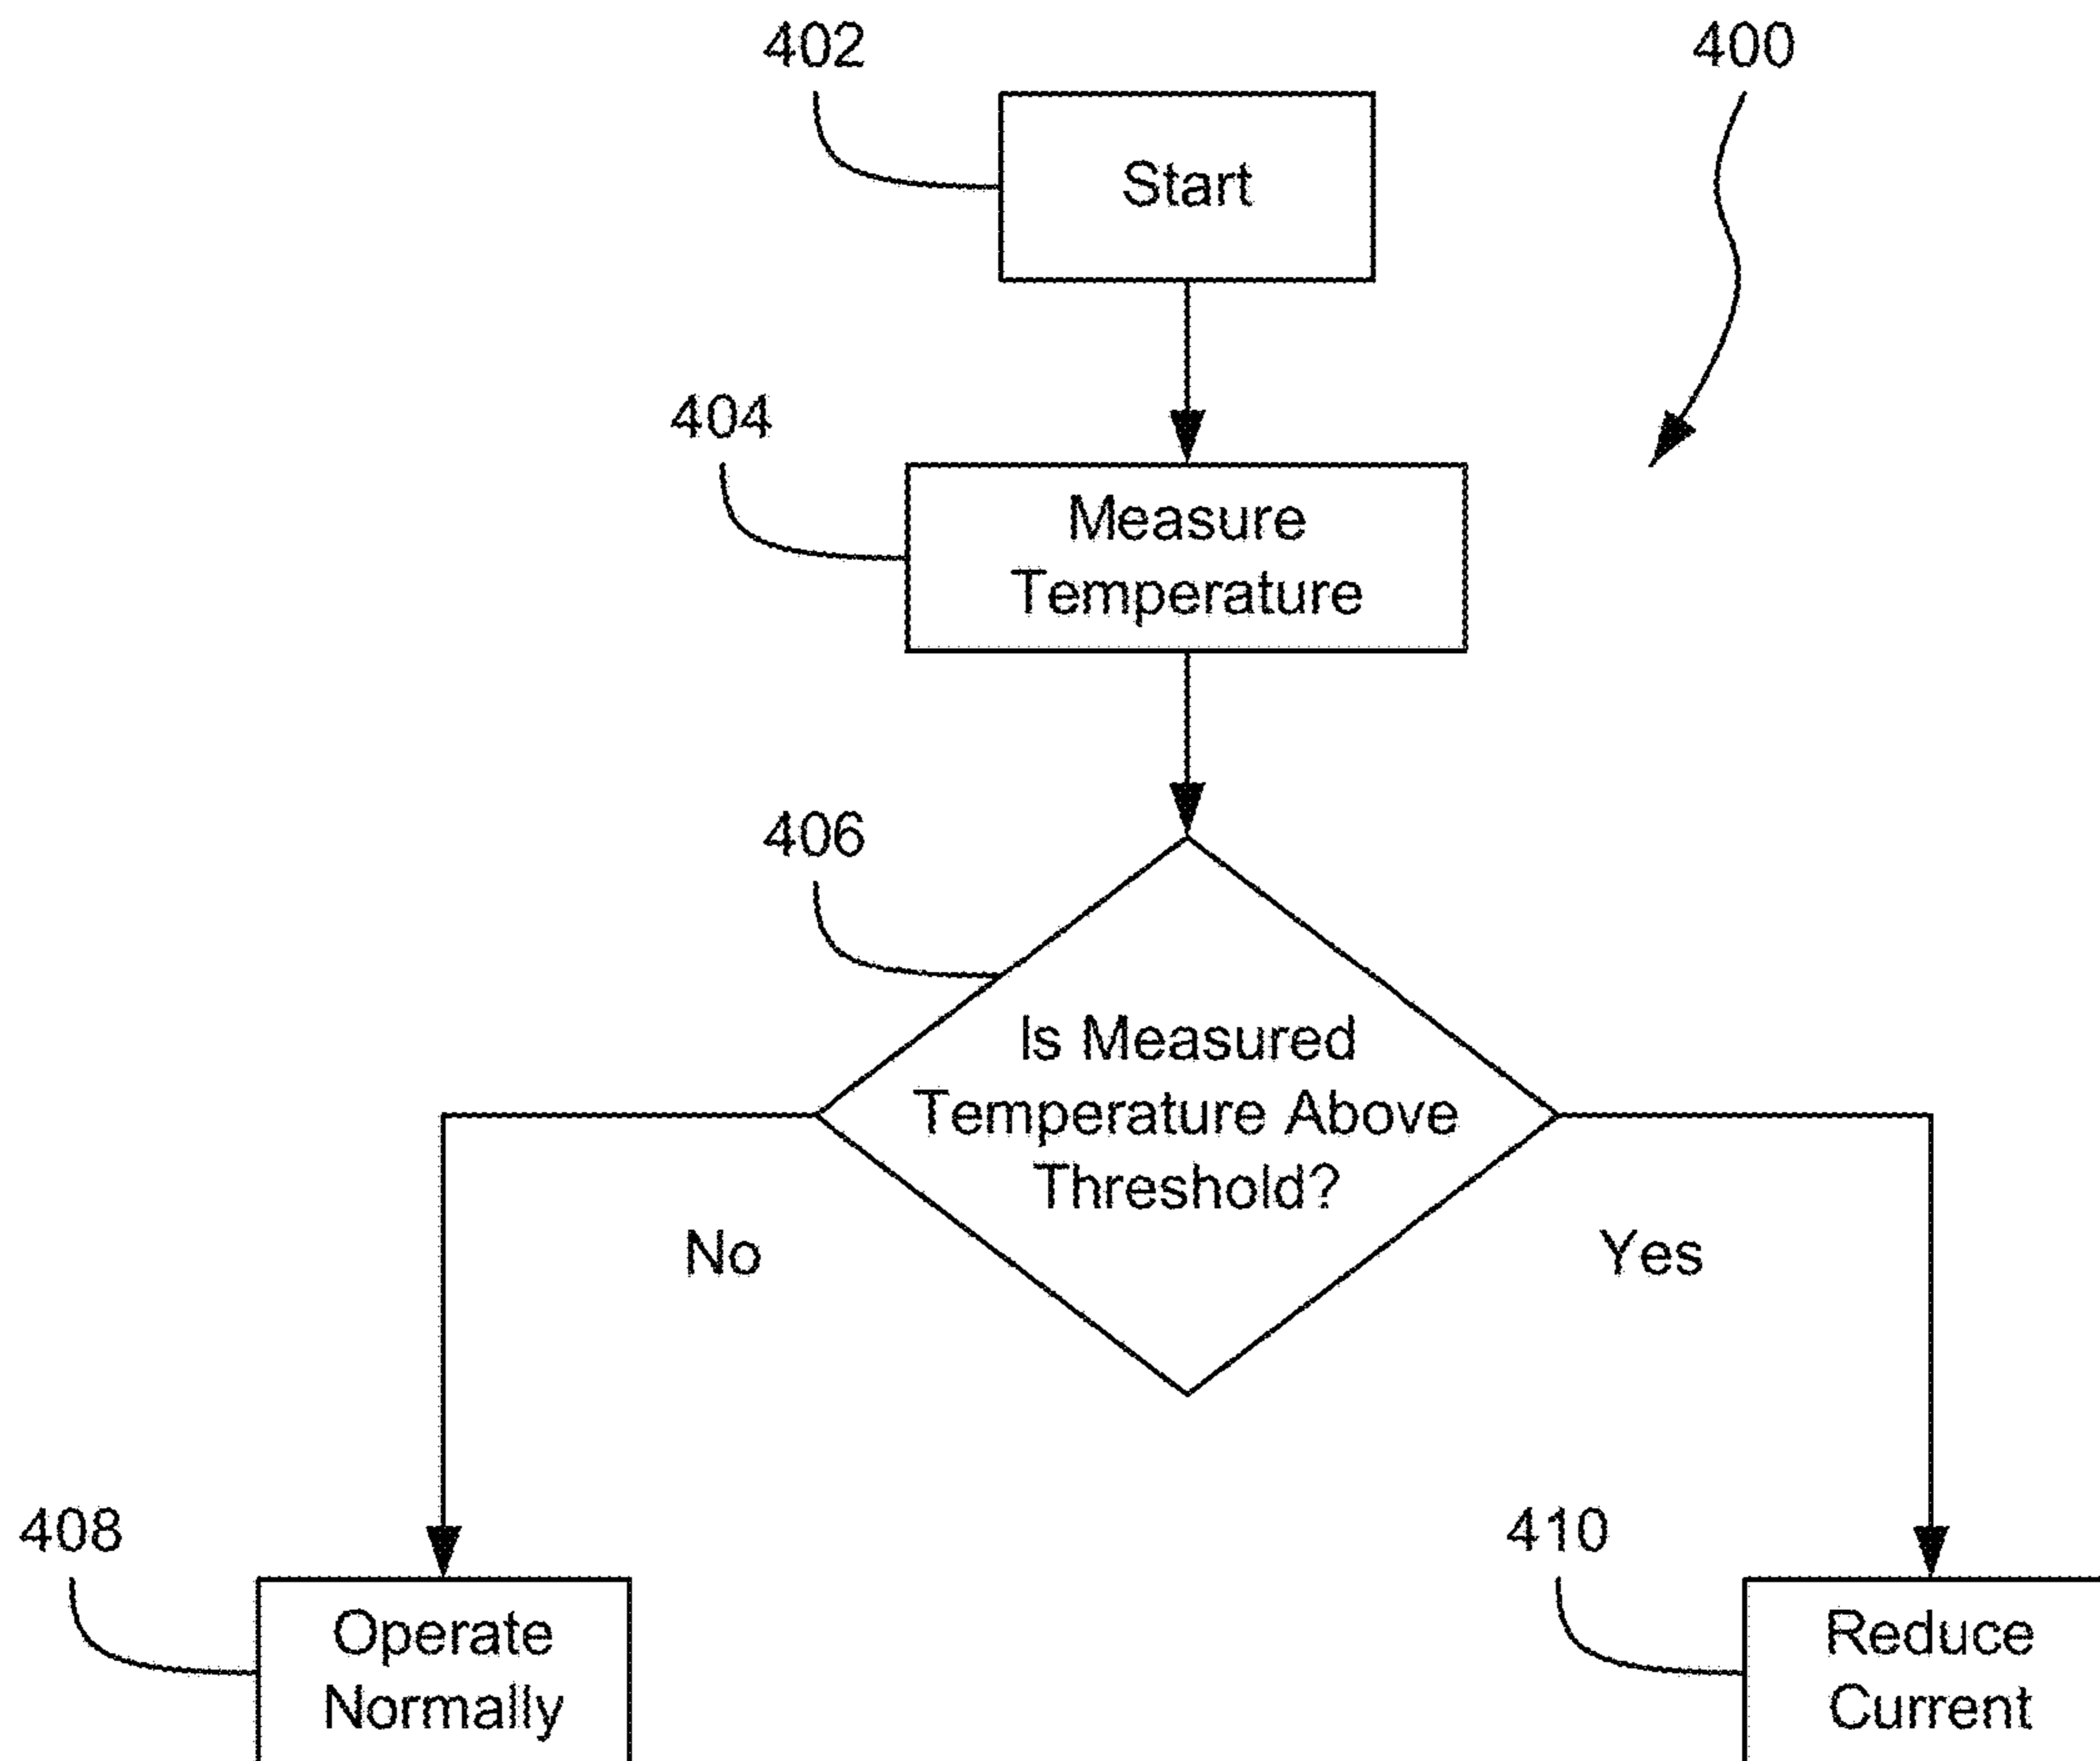 402
400
Start
404
Measure
Temperature
406
Is Measured
Temperature Above
Threshold?
No
Yes
408
410
Operate
Normally
Reduce
Current